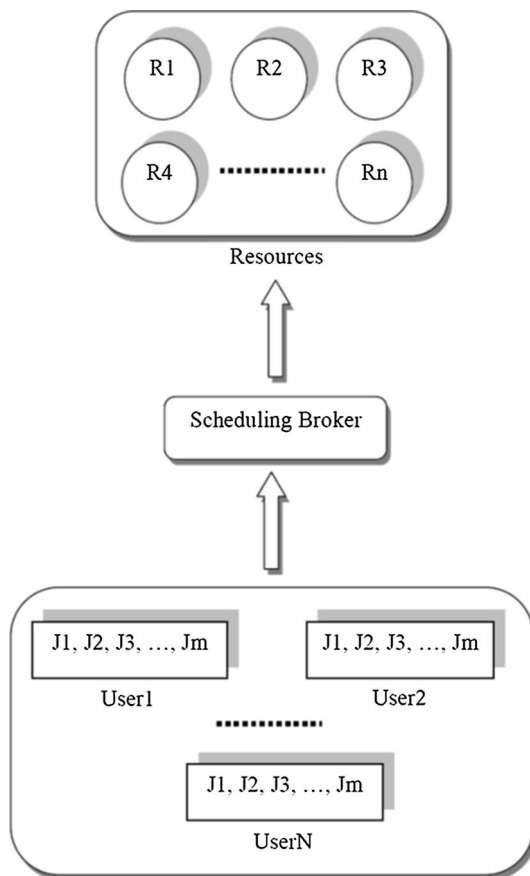 R1 R2 R3
R4 Rn
Resources
Scheduling Broker
J1, J2, J3, …, Jm J1, J2, J3, …, Jm
User1 User2
J1, J2, J3, …, Jm
UserN